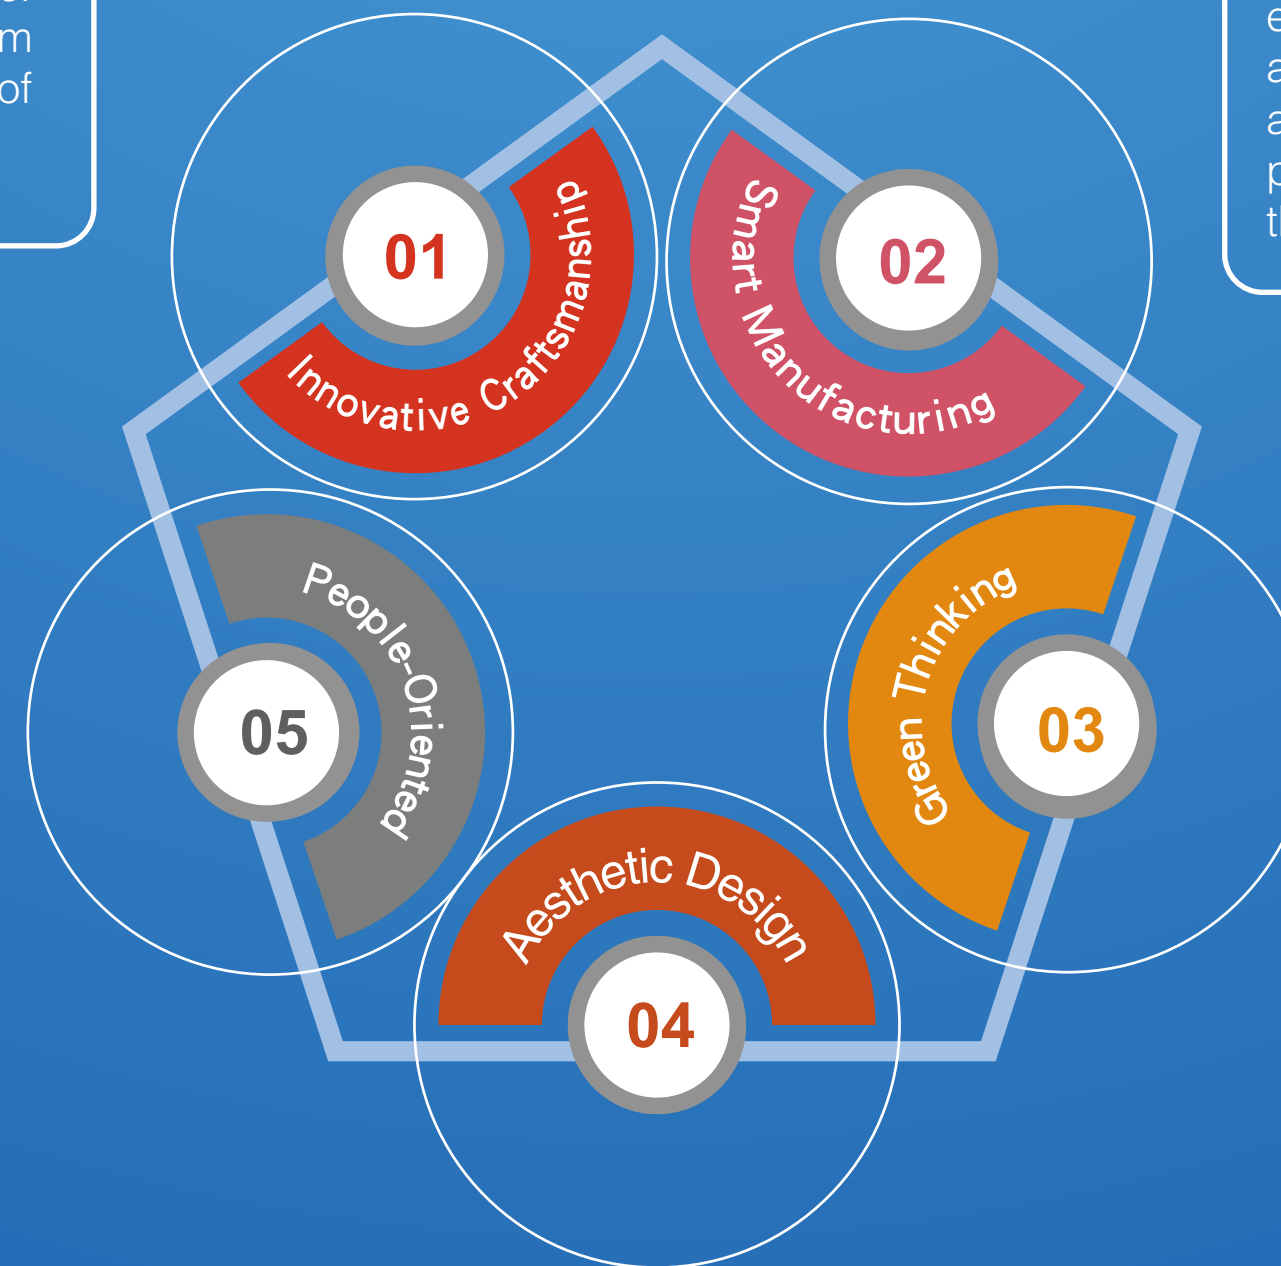 m
of
01
Innovative Craftsmanship
02
Smart Manufacturing
03
Green Thinking
04
Aesthetic Design
05
People-Oriented